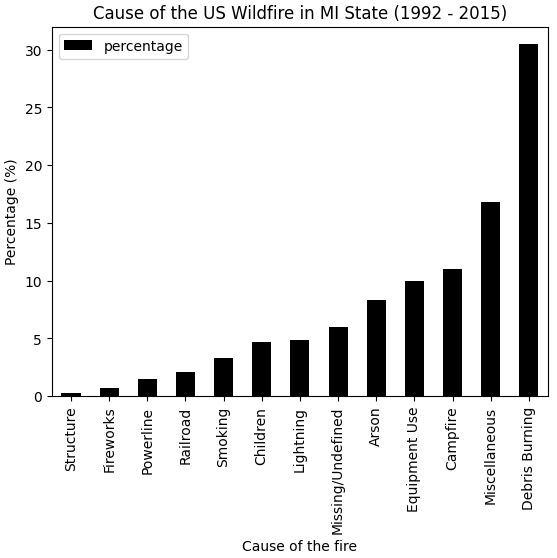 Cause of the US Wildfire in MI State (1992 - 2015)
percentage
Percentage (%)
30
25
20
15
10
5
0
Structure
Fireworks
Powerline
Railroad
Smoking
Children
Lightning
Missing/Undefined
Arson
Equipment Use
Campfire
Miscellaneous
Debris Burning
Cause of the fire